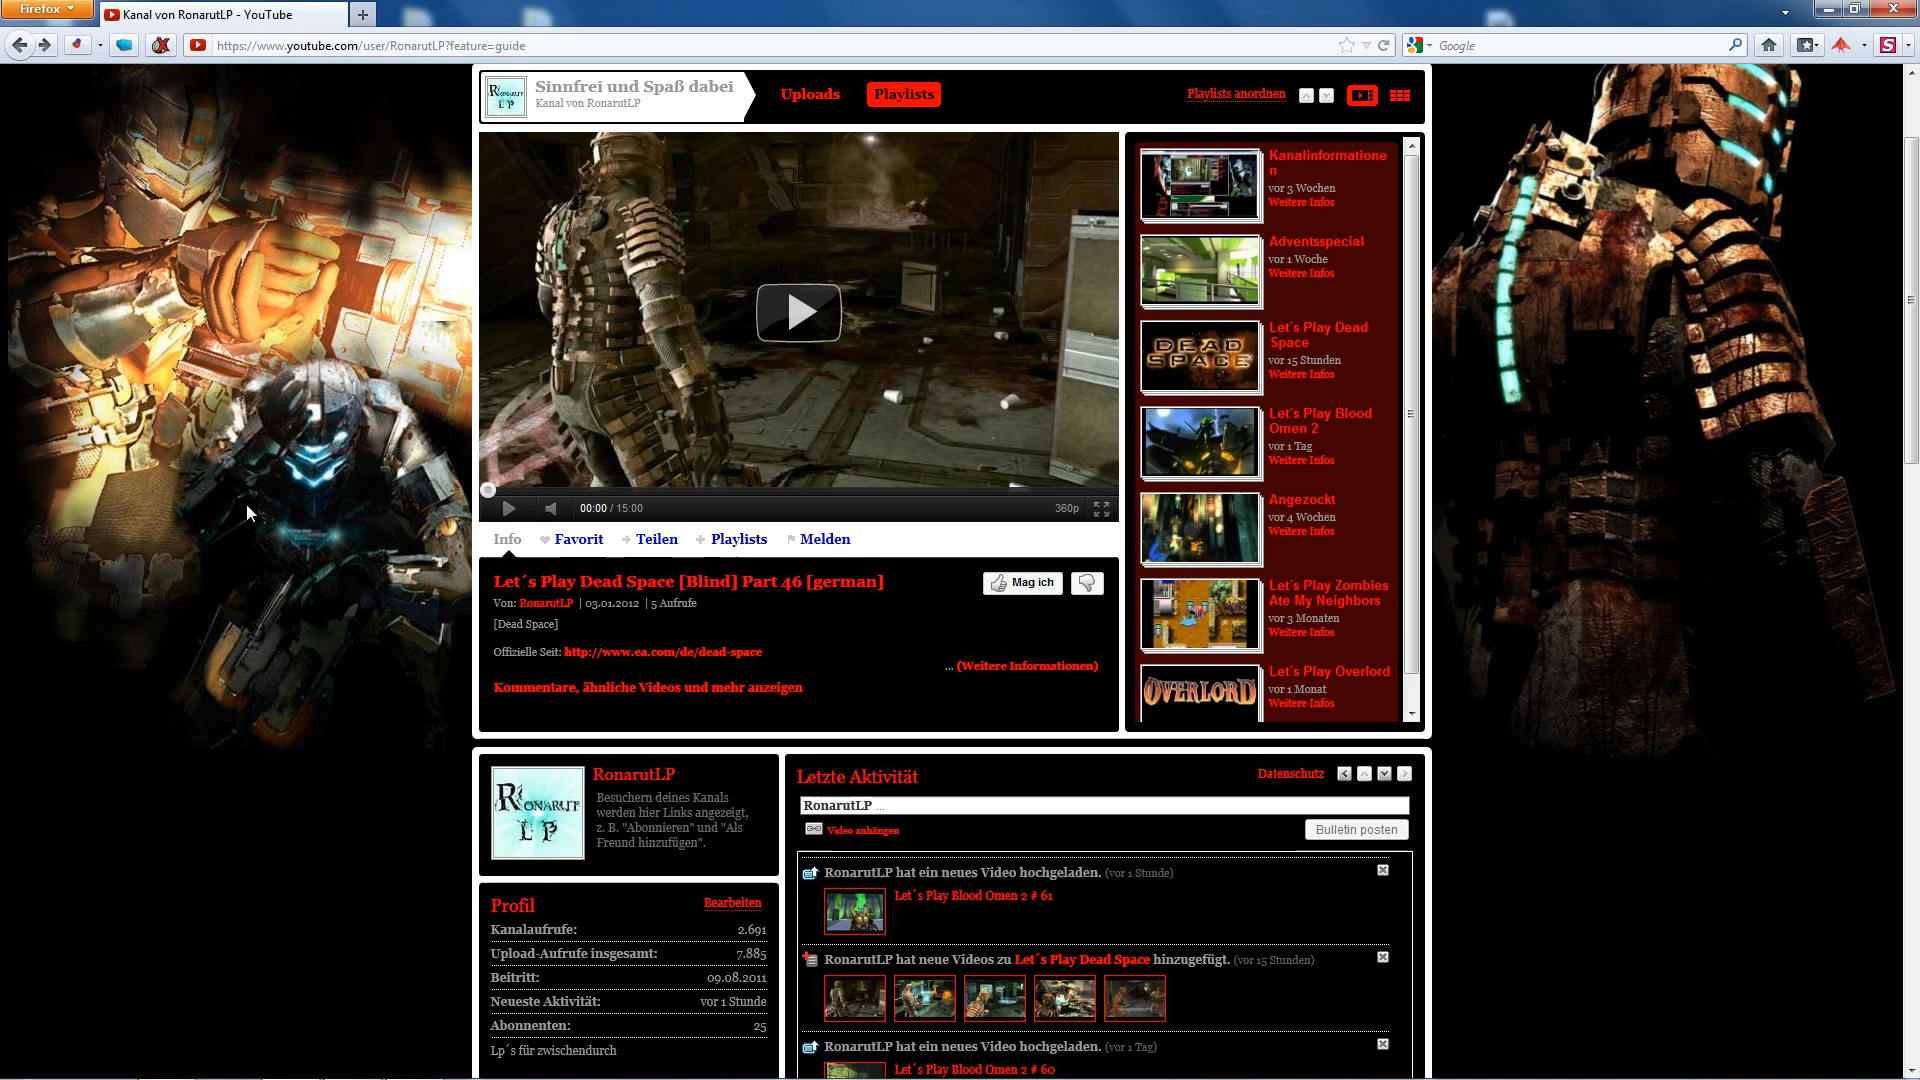 Firefox
Kanal von RonarutLP - YouTube
https://www.youtube.com/user/RonarutLP?feature=guide
Google
RONARUT
LP
Sinnfrei und Spaß dabei
Kanal von RonarutLP
Uploads
Playlists
Playlists anordnen
00:00 / 15:00
360p
Info
Favorit
Teilen
Playlists
Melden
Let´s Play Dead Space [Blind] Part 46 [german]
Mag ich
Von: RonarutLP | 03.01.2012 | 5 Aufrufe
[Dead Space]
Offizielle Seit: http://www.ea.com/de/dead-space
... (Weitere Informationen)
Kommentare, ähnliche Videos und mehr anzeigen
Kanalinformatione
n
vor 3 Wochen
Weitere Infos
Adventsspecial
vor 1 Woche
Weitere Infos
DEAD
SPACE
Let´s Play Dead
Space
vor 15 Stunden
Weitere Infos
Let´s Play Blood
Omen 2
vor 1 Tag
Weitere Infos
Angezockt
vor 4 Wochen
Weitere Infos
Let´s Play Zombies
Ate My Neighbors
vor 3 Monaten
Weitere Infos
OVERLORD
Let´s Play Overlord
vor 1 Monat
Weitere Infos
RONARUT
LP
RonarutLP
Besuchern deines Kanals
werden hier Links angezeigt,
z. B. "Abonnieren" und "Als
Freund hinzufügen".
Profil
Bearbeiten
Kanalaufrufe: 2.691
Upload-Aufrufe insgesamt: 7.885
Beitritt: 09.08.2011
Neueste Aktivität: vor 1 Stunde
Abonnenten: 25
Lp´s für zwischendurch
Letzte Aktivität
Datenschutz
RonarutLP ...
Video anhängen
Bulletin posten
RonarutLP hat ein neues Video hochgeladen. (vor 1 Stunde)
Let´s Play Blood Omen 2 # 61
RonarutLP hat neue Videos zu Let´s Play Dead Space hinzugefügt. (vor 15 Stunden)
RonarutLP hat ein neues Video hochgeladen. (vor 1 Tag)
Let´s Play Blood Omen 2 # 60